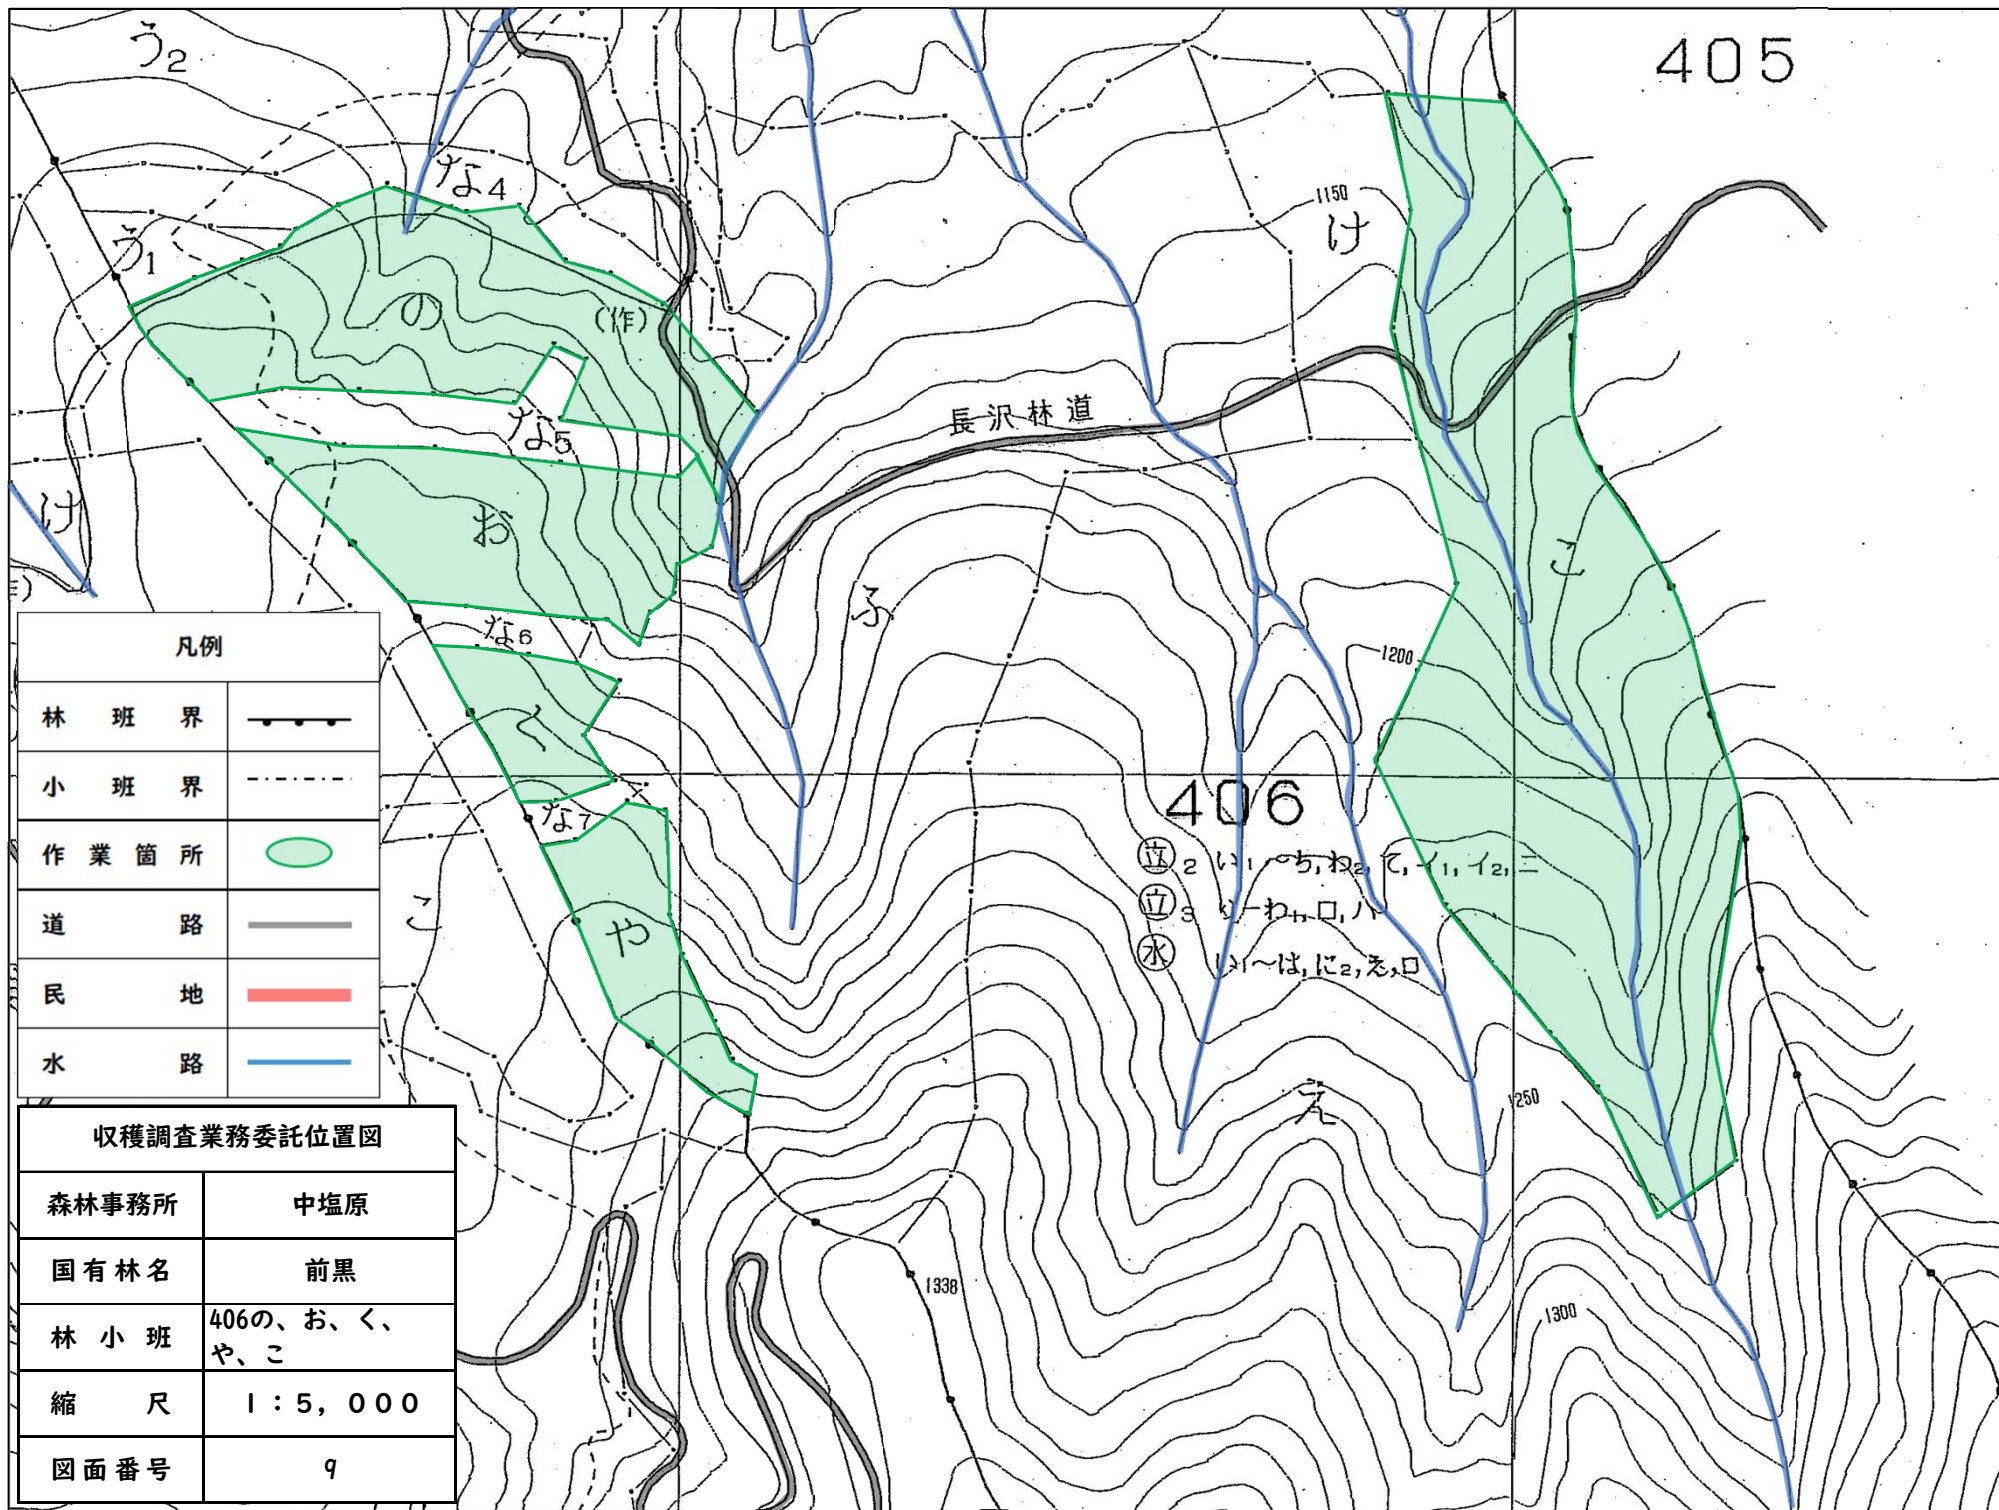 405
う2
な4
1150
け
う1
の
(作)
長沢林道
な5
け
お
こ
ふ
な6
1200
く
406
な7
立2 い1〜ち,わ2,て,イ1,イ2,ニ
立3
ロ,ハ
水
〜は,に2,え,ロ
こ
や
え
1250
1338
1300
凡例
林班界
小班界
作業箇所
道路
民地
水路
収穫調査業務委託位置図
森林事務所 中塩原
国有林名 前黒
林小班 406の、お、く、
や、こ
縮尺 1:5,000
図面番号 9